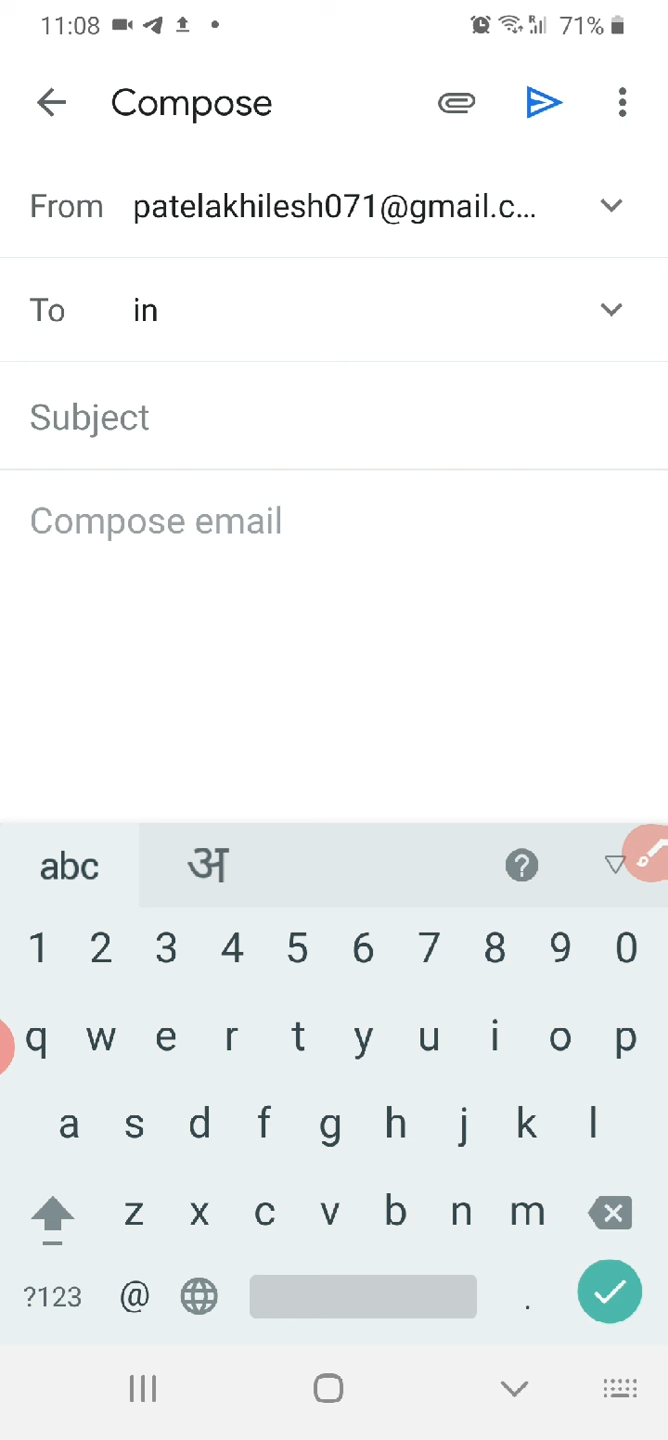 11:08 71%
Compose
From patelakhilesh071@gmail.c...
To in
Subject
Compose email
abc अ
1 2 3 4 5 6 7 8 9 0
q w e r t y u i o p
a s d f g h j k l
z x c v b n m
?123 @ .